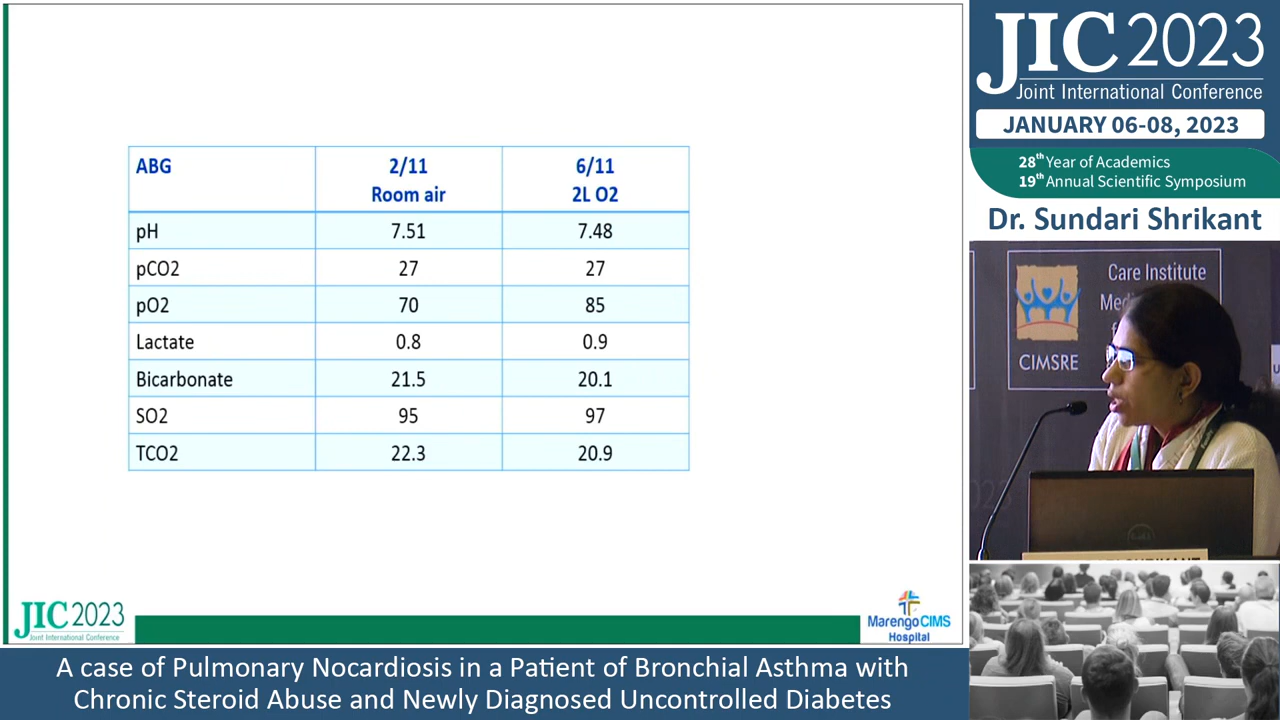 ABG 2/11 6/11
Room air 2L O2
pH 7.51 7.48
pCO2 27 27
pO2 70 85
Lactate 0.8 0.9
Bicarbonate 21.5 20.1
SO2 95 97
TCO2 22.3 20.9
JIC 2023
Joint International Conference
MarengoCIMS
Hospital
A case of Pulmonary Nocardiosis in a Patient of Bronchial Asthma with
Chronic Steroid Abuse and Newly Diagnosed Uncontrolled Diabetes
JIC 2023
Joint International Conference
JANUARY 06-08, 2023
28th Year of Academics
19th Annual Scientific Symposium
Dr. Sundari Shrikant
Care Institute
CIMSRE